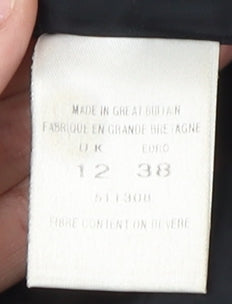 MADE IN GREAT BRITAIN
FABRIQUE EN GRANDE BRETAGNE
U.K EURO
12 38
511308
FIBRE CONTENT ON REVERSE